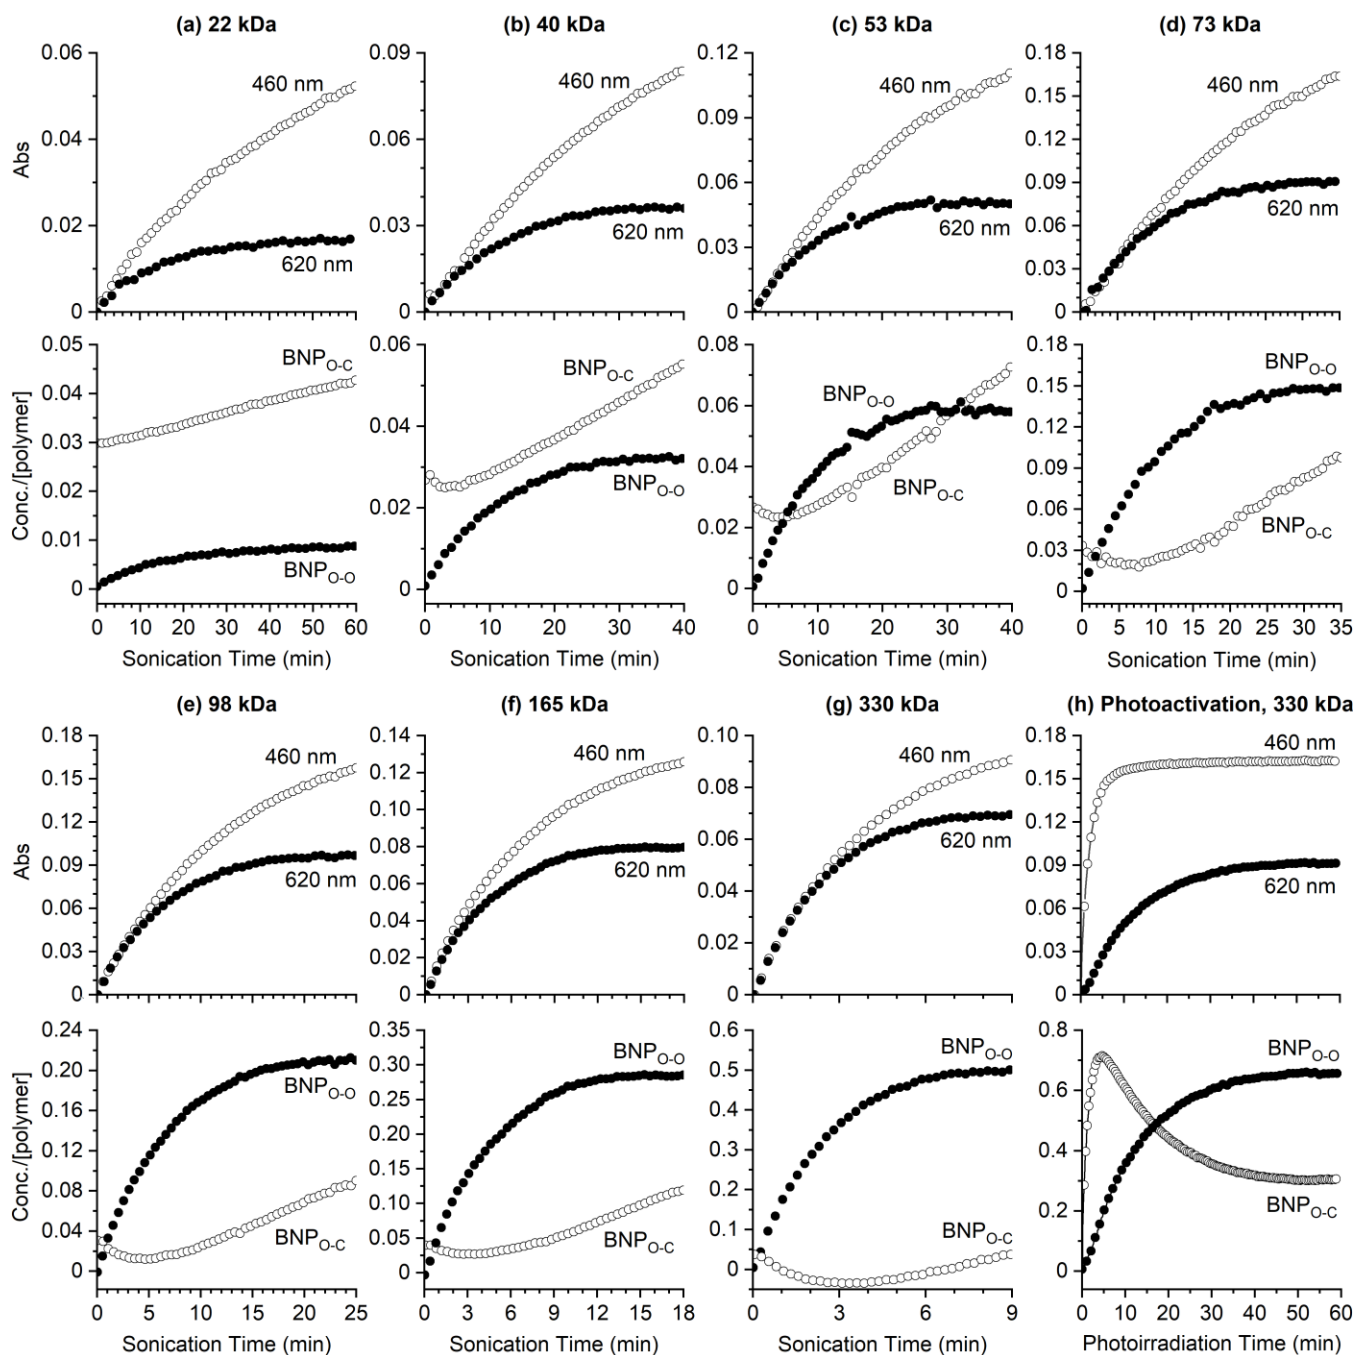 (a) 22 kDa
(b) 40 kDa
(c) 53 kDa
(d) 73 kDa
Abs
0.06
0.04
0.02
0
460 nm
620 nm
0.09
0.06
0.03
0
460 nm
620 nm
0.12
0.09
0.06
0.03
0
460 nm
620 nm
0.18
0.15
0.12
0.09
0.06
0.03
0
460 nm
620 nm
Conc./[polymer]
0.05
0.04
0.03
0.02
0.01
0
BNPO-C
BNPO-O
0 10 20 30 40 50 60
Sonication Time (min)
0.06
0.04
0.02
0
BNPO-C
BNPO-O
0 10 20 30 40
Sonication Time (min)
0.08
0.06
0.04
0.02
0
BNPO-O
BNPO-C
0 10 20 30 40
Sonication Time (min)
0.18
0.15
0.12
0.09
0.06
0.03
0
BNPO-O
BNPO-C
0 5 10 15 20 25 30 35
Sonication Time (min)
(e) 98 kDa
(f) 165 kDa
(g) 330 kDa
(h) Photoactivation, 330 kDa
Abs
0.18
0.15
0.12
0.09
0.06
0.03
0
460 nm
620 nm
0.14
0.12
0.10
0.08
0.06
0.04
0.02
0
460 nm
620 nm
0.10
0.08
0.06
0.04
0.02
0
460 nm
620 nm
0.18
0.15
0.12
0.09
0.06
0.03
0
460 nm
620 nm
Conc./[polymer]
0.24
0.20
0.16
0.12
0.08
0.04
0
BNPO-O
BNPO-C
0 5 10 15 20 25
Sonication Time (min)
0.35
0.30
0.25
0.20
0.15
0.10
0.05
0
BNPO-O
BNPO-C
0 3 6 9 12 15 18
Sonication Time (min)
0.6
0.5
0.4
0.3
0.2
0.1
0
BNPO-O
BNPO-C
0 3 6 9
Sonication Time (min)
0.8
0.6
0.4
0.2
0
BNPO-O
BNPO-C
0 10 20 30 40 50 60
Photoirradiation Time (min)